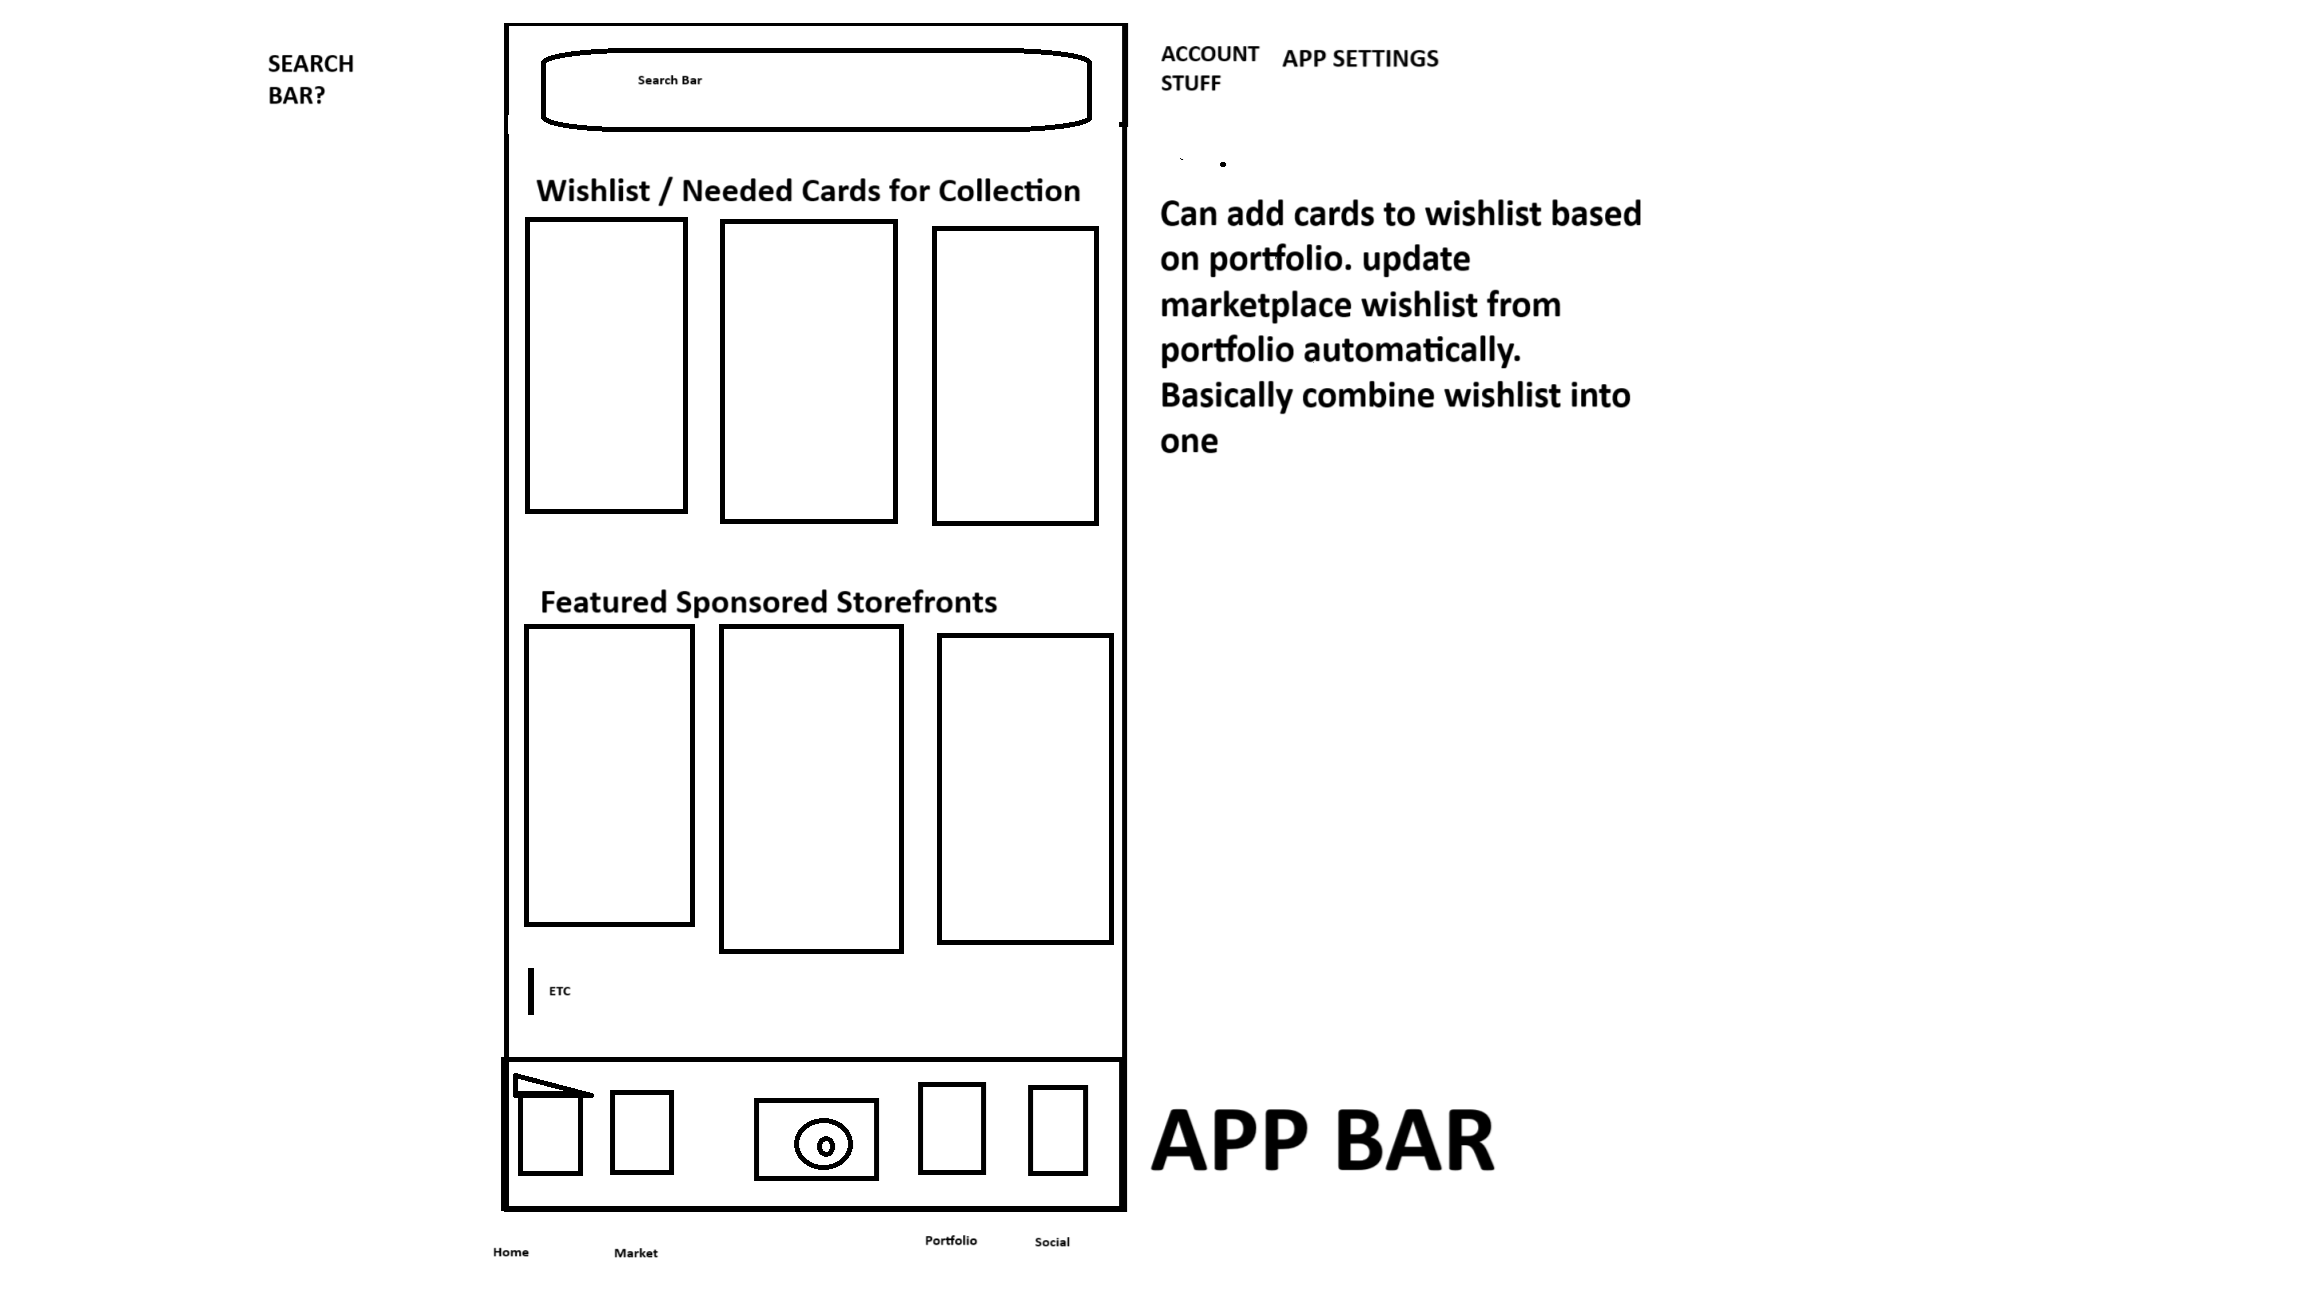 SEARCH
BAR?
Search Bar
ACCOUNT
STUFF
APP SETTINGS
Wishlist / Needed Cards for Collection
Can add cards to wishlist based
on portfolio. update
marketplace wishlist from
portfolio automatically.
Basically combine wishlist into
one
Featured Sponsored Storefronts
ETC
APP BAR
Home
Market
Portfolio
Social